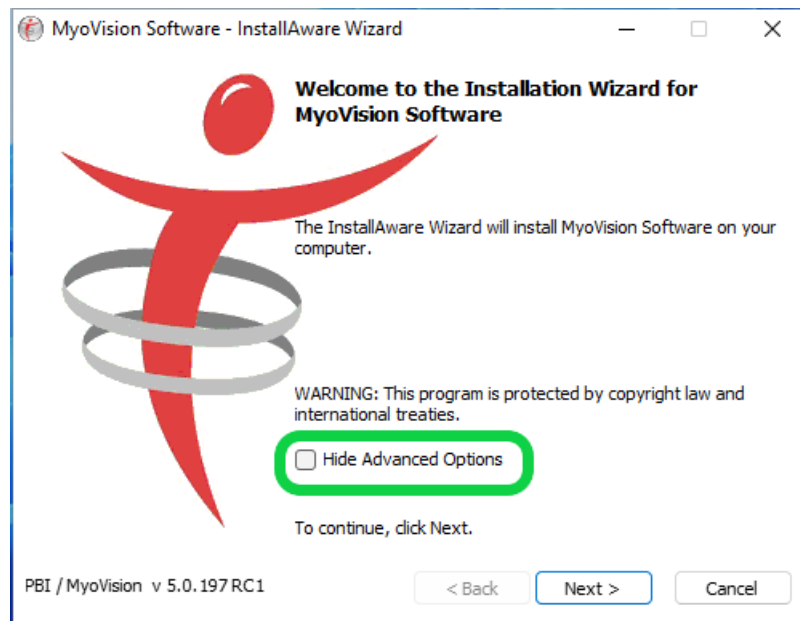 MyoVision Software - InstallAware Wizard
Welcome to the Installation Wizard for
MyoVision Software
The InstallAware Wizard will install MyoVision Software on your
computer.
WARNING: This program is protected by copyright law and
international treaties.
Hide Advanced Options
To continue, click Next.
PBI / MyoVision v 5.0.197 RC1
< Back
Next >
Cancel